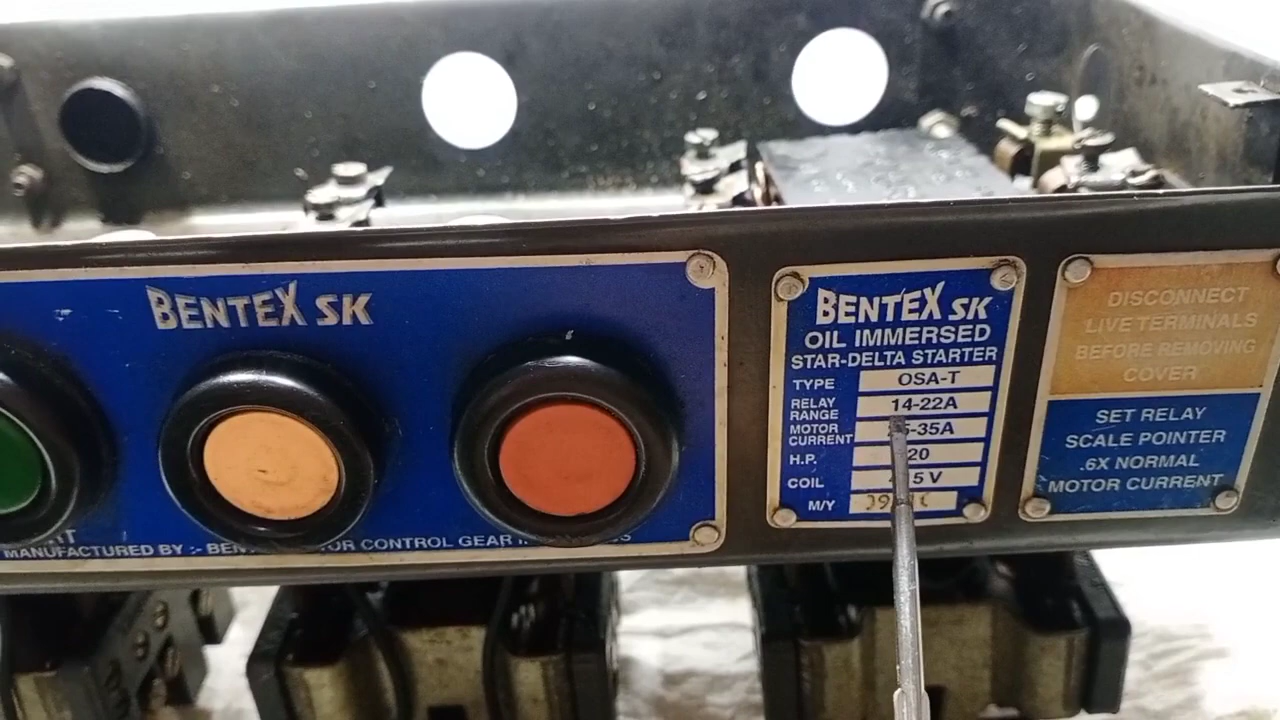 BENTEX SK
MANUFACTURED BY :- CONTROL GEAR
BENTEX SK
OIL IMMERSED
STAR-DELTA STARTER
TYPE OSA-T
RELAY RANGE 14-22A
MOTOR CURRENT -35A
H.P. 20
COIL 5 V
M/Y
DISCONNECT
LIVE TERMINALS
BEFORE REMOVING
COVER
SET RELAY
SCALE POINTER
.6X NORMAL
MOTOR CURRENT